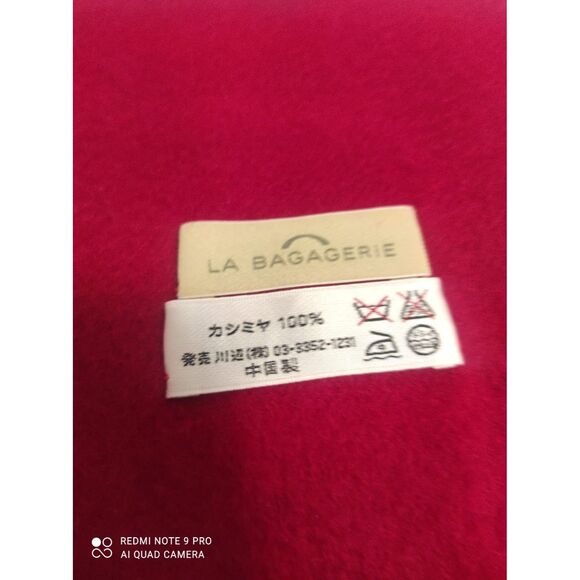 LA BAGAGERIE
カシミヤ 100%
発売 川辺(株) 03-3352-1231
中国製
REDMI NOTE 9 PRO
AI QUAD CAMERA